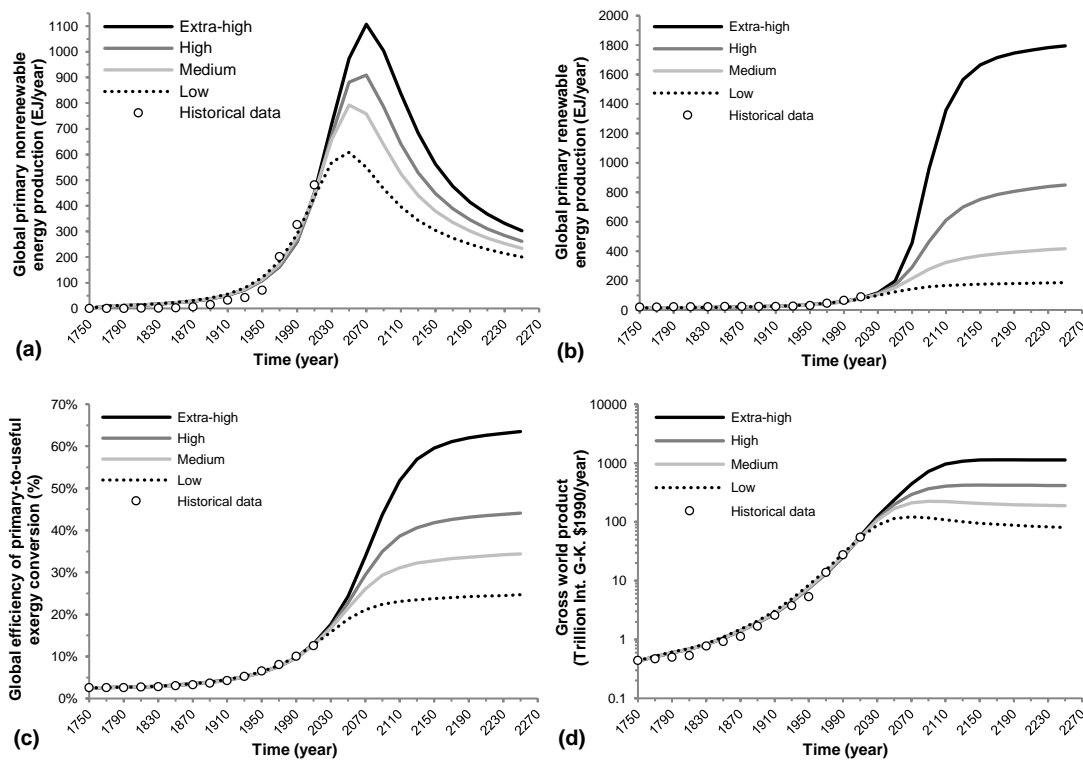 Global primary nonrenewable
energy production (EJ/year)
1100
1000
900
800
700
600
500
400
300
200
100
0
Extra-high
High
Medium
Low
Historical data
1750
1790
1830
1870
1910
1950
1990
2030
2070
2110
2150
2190
2230
2270
(a)
Time (year)
Global primary renewable
energy production (EJ/year)
2000
1800
1600
1400
1200
1000
800
600
400
200
0
Extra-high
High
Medium
Low
Historical data
1750
1790
1830
1870
1910
1950
1990
2030
2070
2110
2150
2190
2230
2270
(b)
Time (year)
Global efficiency of primary-to-useful
exergy conversion (%)
70%
60%
50%
40%
30%
20%
10%
0%
Extra-high
High
Medium
Low
Historical data
1750
1790
1830
1870
1910
1950
1990
2030
2070
2110
2150
2190
2230
2270
(c)
Time (year)
Gross world product
(Trillion Int. G-K. $1990/year)
10000
1000
100
10
1
0.1
Extra-high
High
Medium
Low
Historical data
1750
1790
1830
1870
1910
1950
1990
2030
2070
2110
2150
2190
2230
2270
(d)
Time (year)